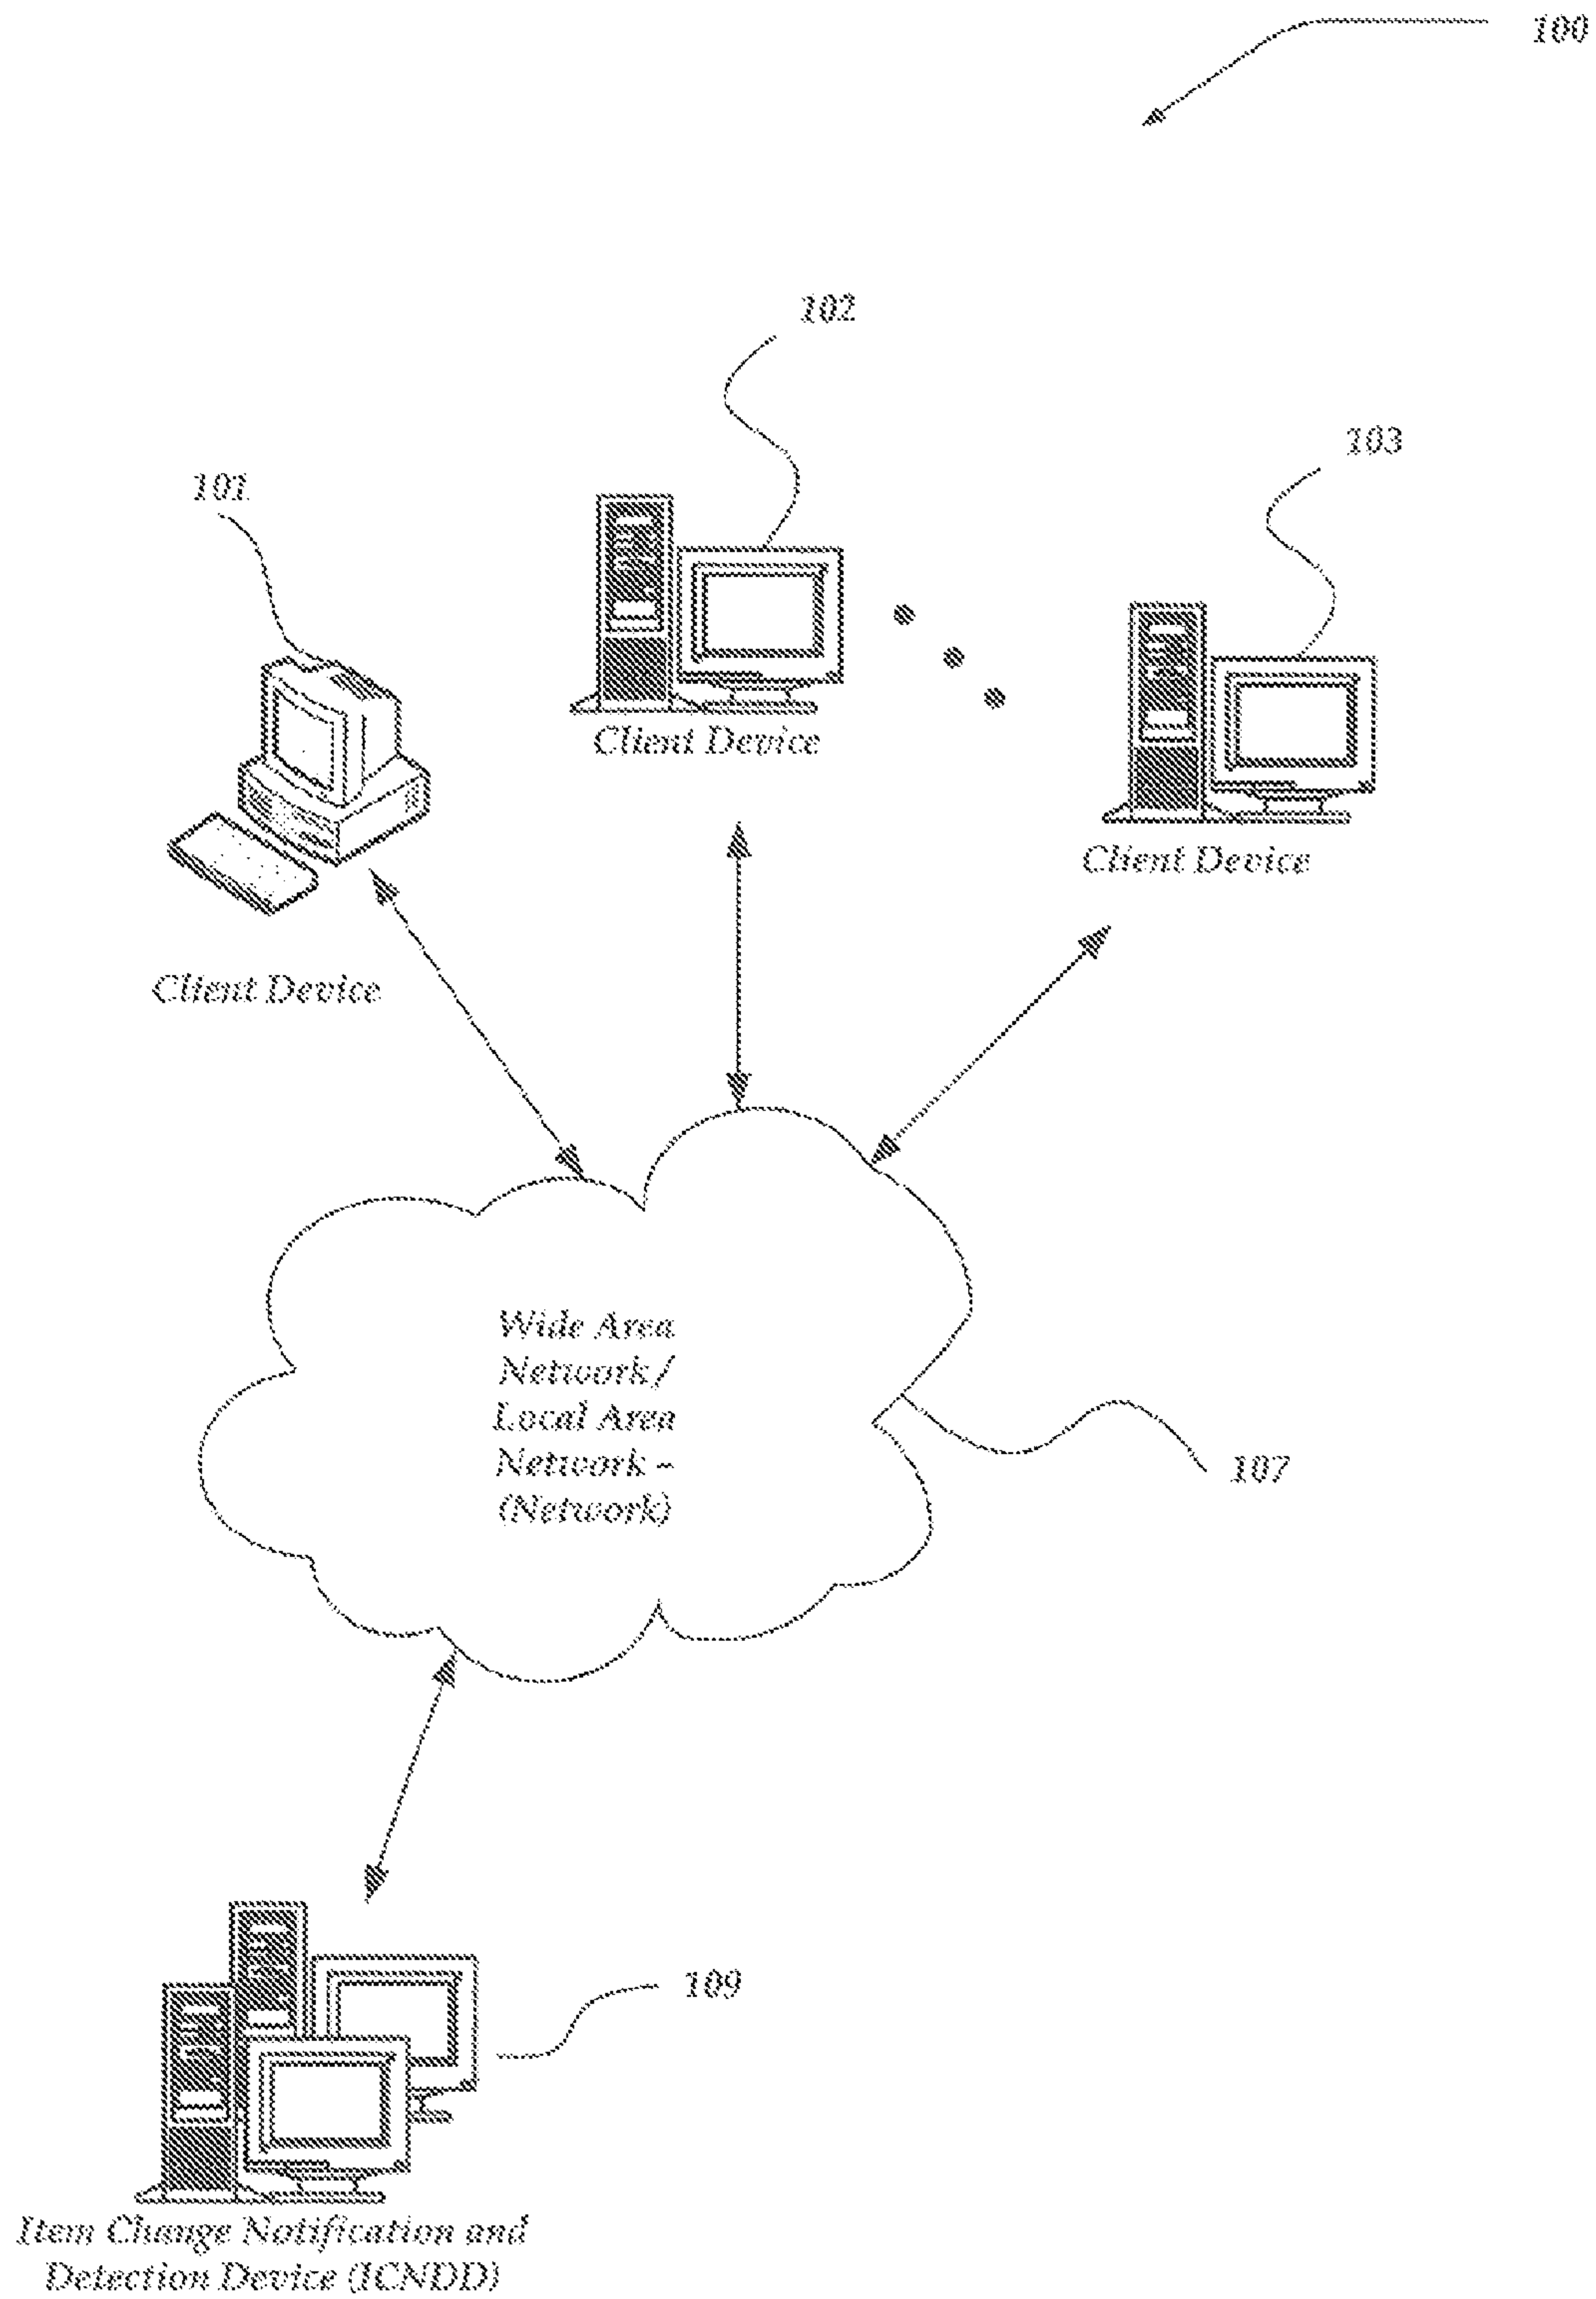 100
102
103
101
Client Device
Client Device
Client Device
Wide Area
Network/
Local Area
Network –
(Network)
107
109
Item Change Notification and
Detection Device (ICNDD)